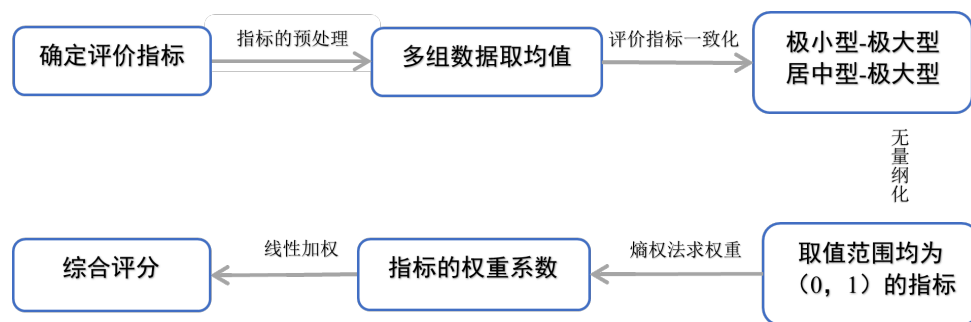 确定评价指标
指标的预处理
多组数据取均值
评价指标一致化
极小型-极大型
居中型-极大型
无
量
纲
化
取值范围均为
（0，1）的指标
熵权法求权重
指标的权重系数
线性加权
综合评分